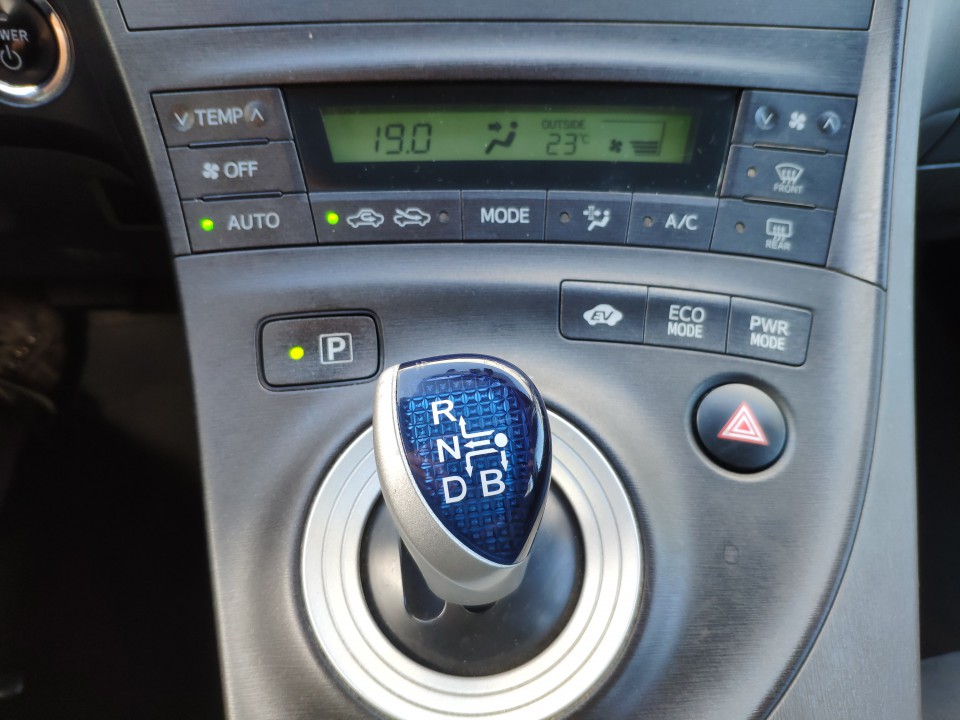 WER
TEMP
19.0
OUTSIDE
23°C
OFF
FRONT
AUTO
MODE
A/C
REAR
EV
ECO
MODE
PWR
MODE
P
R
N
D B